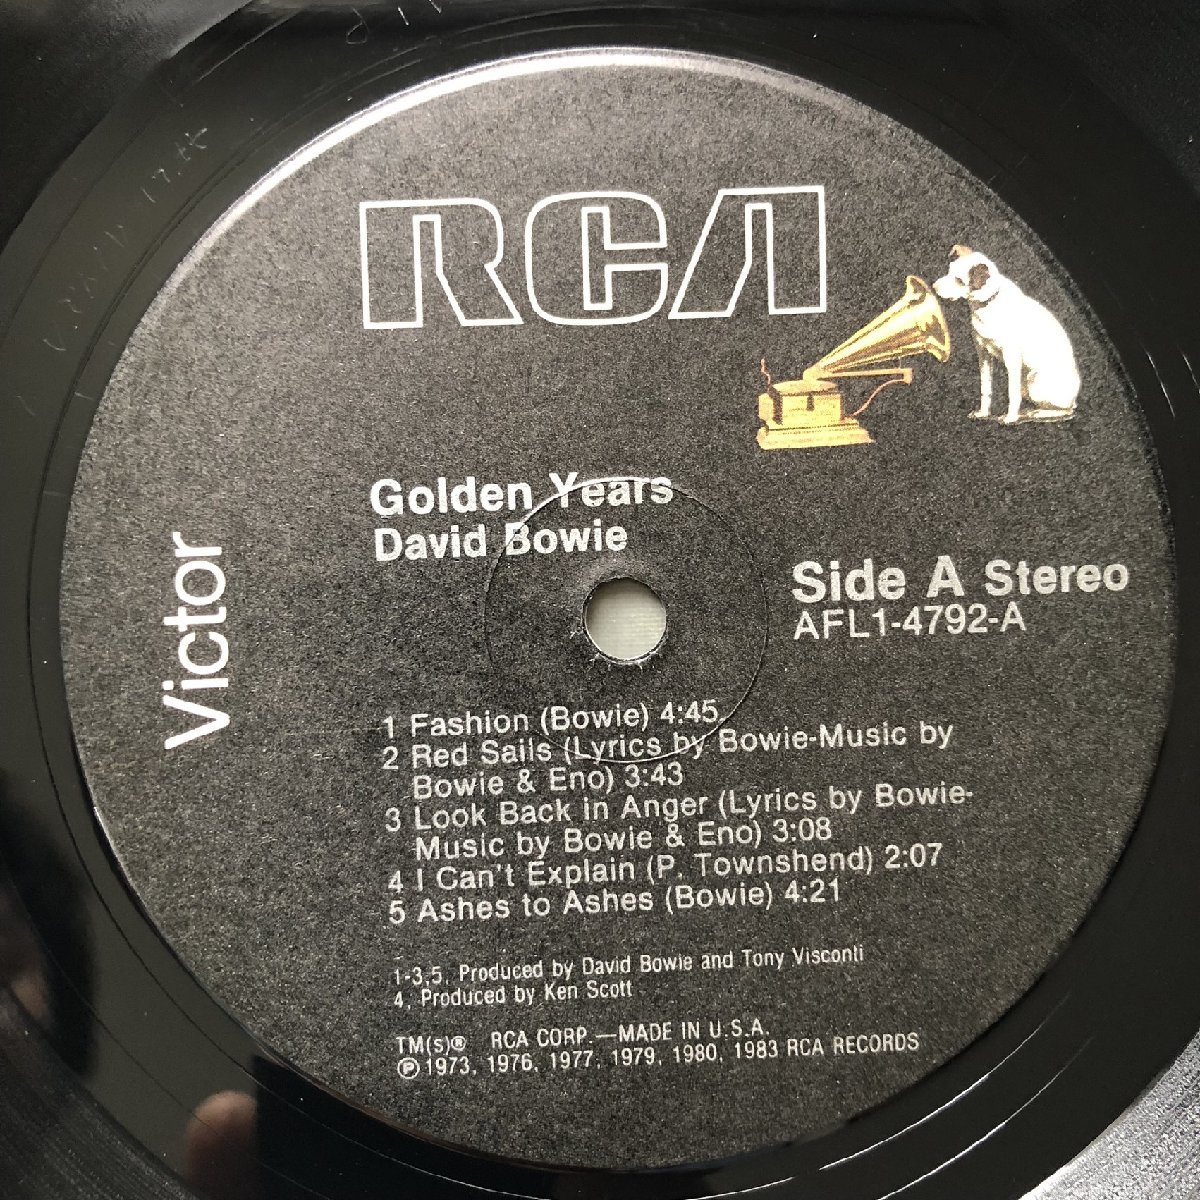 RCA
Victor
Golden Years
David Bowie
Side A Stereo
AFL1-4792-A
1 Fashion (Bowie) 4:45
2 Red Sails (Lyrics by Bowie-Music by
Bowie & Eno) 3:43
3 Look Back in Anger (Lyrics by Bowie-
Music by Bowie & Eno) 3:08
4 I Can't Explain (P. Townshend) 2:07
5 Ashes to Ashes (Bowie) 4:21
1-3,5, Produced by David Bowie and Tony Visconti
4, Produced by Ken Scott
TM(s)® RCA CORP.—MADE IN U.S.A.
℗ 1973, 1976, 1977, 1979, 1980, 1983 RCA RECORDS